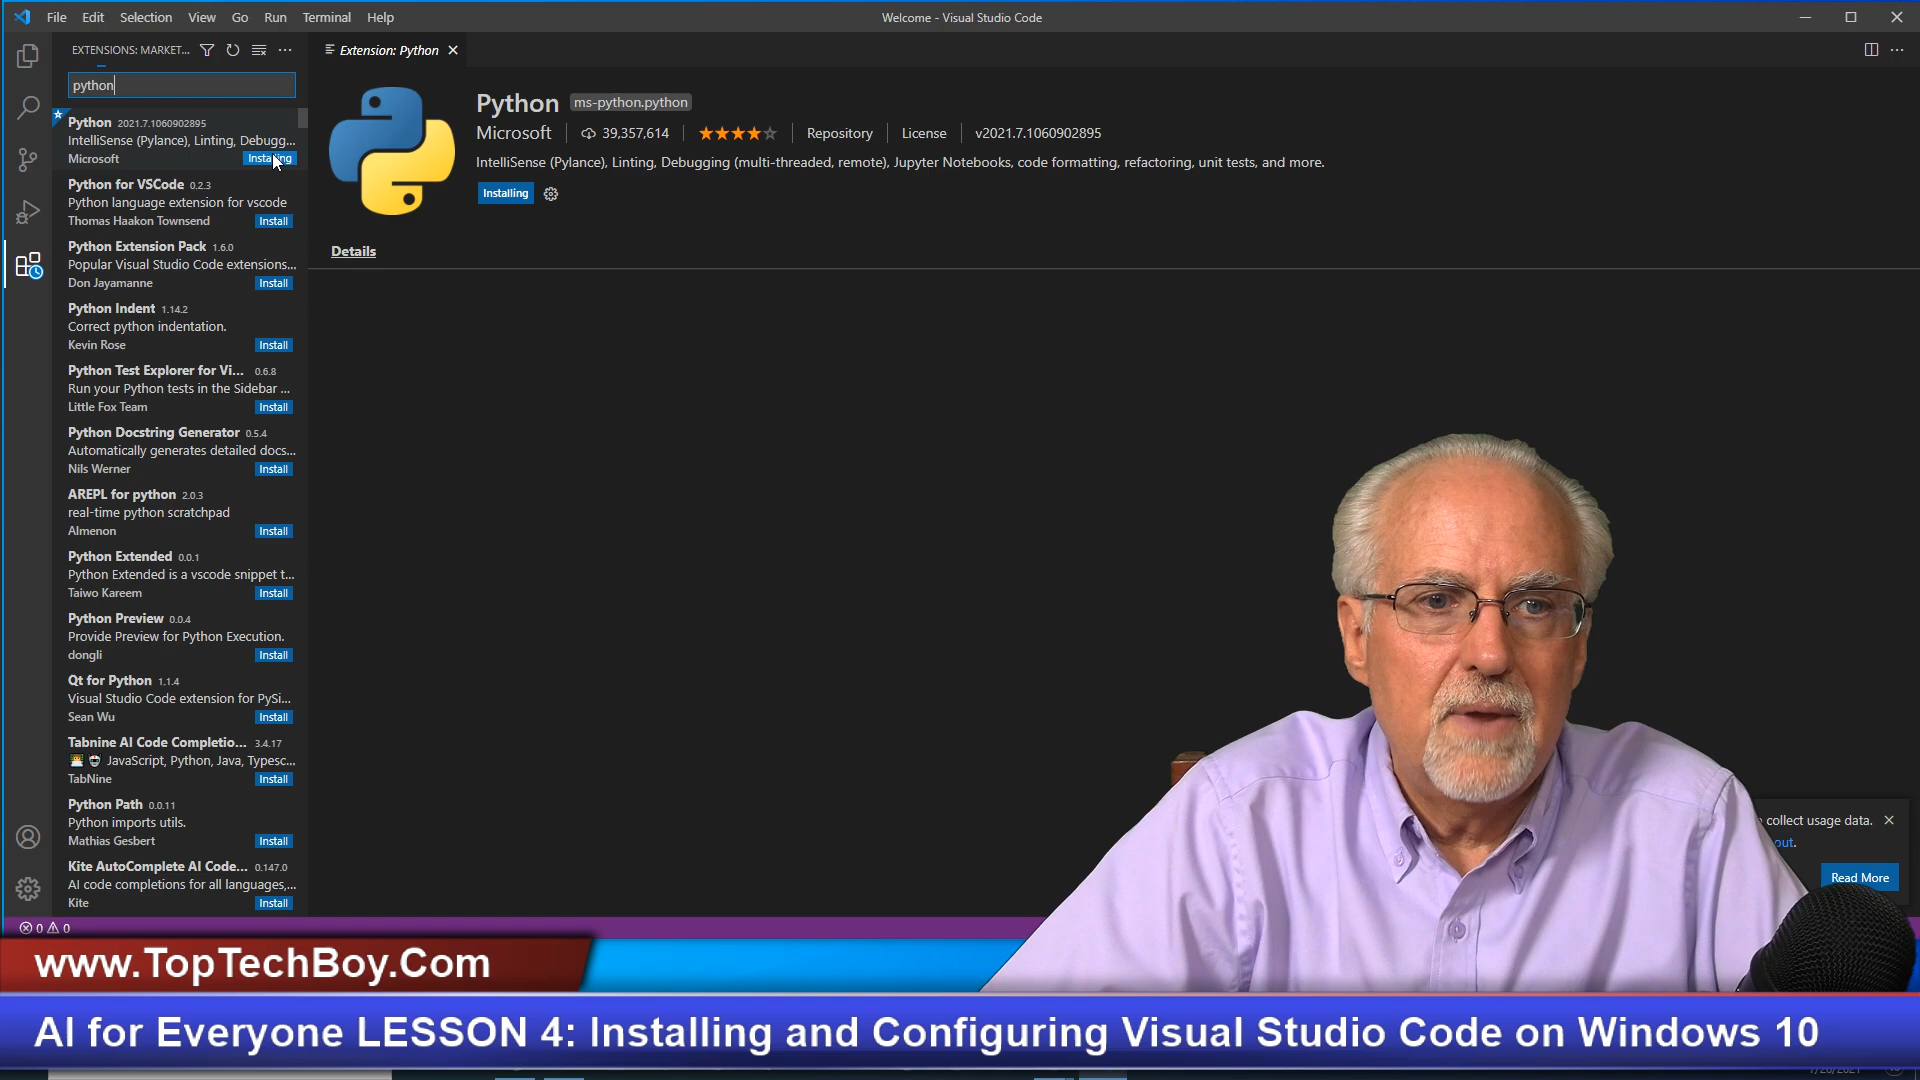 File Edit Selection View Go Run Terminal Help
Welcome - Visual Studio Code
EXTENSIONS: MARKET...
Extension: Python
python
Python 2021.7.1060902895
IntelliSense (Pylance), Linting, Debugg...
Microsoft Installing
Python for VSCode 0.2.3
Python language extension for vscode
Thomas Haakon Townsend Install
Python Extension Pack 1.6.0
Popular Visual Studio Code extensions...
Don Jayamanne Install
Python Indent 1.14.2
Correct python indentation.
Kevin Rose Install
Python Test Explorer for Vi... 0.6.8
Run your Python tests in the Sidebar ...
Little Fox Team Install
Python Docstring Generator 0.5.4
Automatically generates detailed docs...
Nils Werner Install
AREPL for python 2.0.3
real-time python scratchpad
Almenon Install
Python Extended 0.0.1
Python Extended is a vscode snippet t...
Taiwo Kareem Install
Python Preview 0.0.4
Provide Preview for Python Execution.
dongli Install
Qt for Python 1.1.4
Visual Studio Code extension for PySi...
Sean Wu Install
Tabnine AI Code Completio... 3.4.17
JavaScript, Python, Java, Typesc...
TabNine Install
Python Path 0.0.11
Python imports utils.
Mathias Gesbert Install
Kite AutoComplete AI Code... 0.147.0
AI code completions for all languages,...
Kite Install
Python ms-python.python
Microsoft 39,357,614 Repository License v2021.7.1060902895
IntelliSense (Pylance), Linting, Debugging (multi-threaded, remote), Jupyter Notebooks, code formatting, refactoring, unit tests, and more.
Installing
Details
collect usage data.
out.
Read More
0 0
www.TopTechBoy.Com
AI for Everyone LESSON 4: Installing and Configuring Visual Studio Code on Windows 10